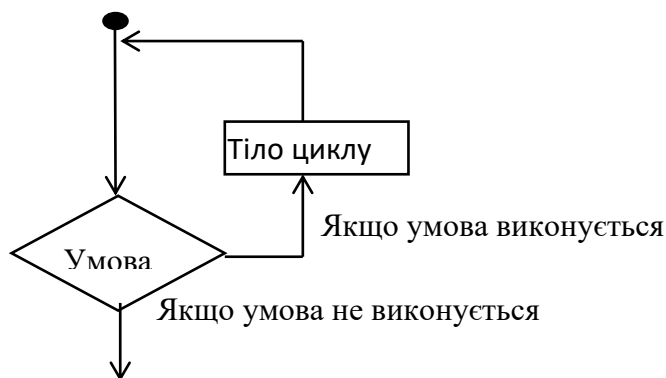 Тіло циклу
Якщо умова виконується
Умова
Якщо умова не виконується